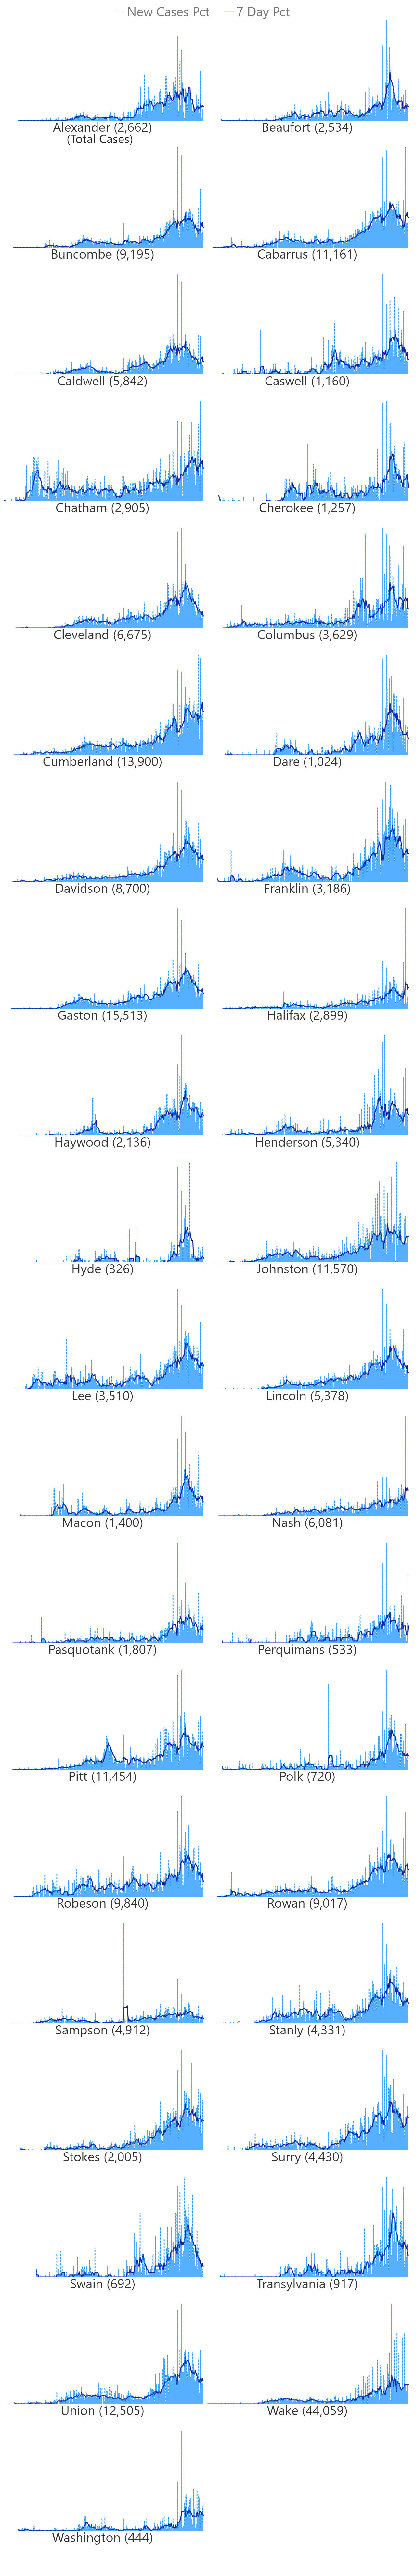 New Cases Pct 7 Day Pct
Alexander (2,662)
(Total Cases)
Beaufort (2,534)
Buncombe (9,195)
Cabarrus (11,161)
Caldwell (5,842)
Caswell (1,160)
Chatham (2,905)
Cherokee (1,257)
Cleveland (6,675)
Columbus (3,629)
Cumberland (13,900)
Dare (1,024)
Davidson (8,700)
Franklin (3,186)
Gaston (15,513)
Halifax (2,899)
Haywood (2,136)
Henderson (5,340)
Hyde (326)
Johnston (11,570)
Lee (3,510)
Lincoln (5,378)
Macon (1,400)
Nash (6,081)
Pasquotank (1,807)
Perquimans (533)
Pitt (11,454)
Polk (720)
Robeson (9,840)
Rowan (9,017)
Sampson (4,912)
Stanly (4,331)
Stokes (2,005)
Surry (4,430)
Swain (692)
Transylvania (917)
Union (12,505)
Wake (44,059)
Washington (444)